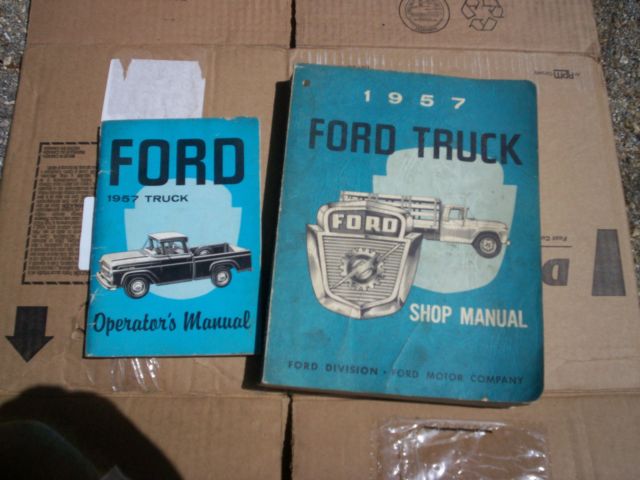 FORD
1957 TRUCK
Operator's Manual
1957
FORD TRUCK
FORD
SHOP MANUAL
FORD DIVISION • FORD MOTOR COMPANY